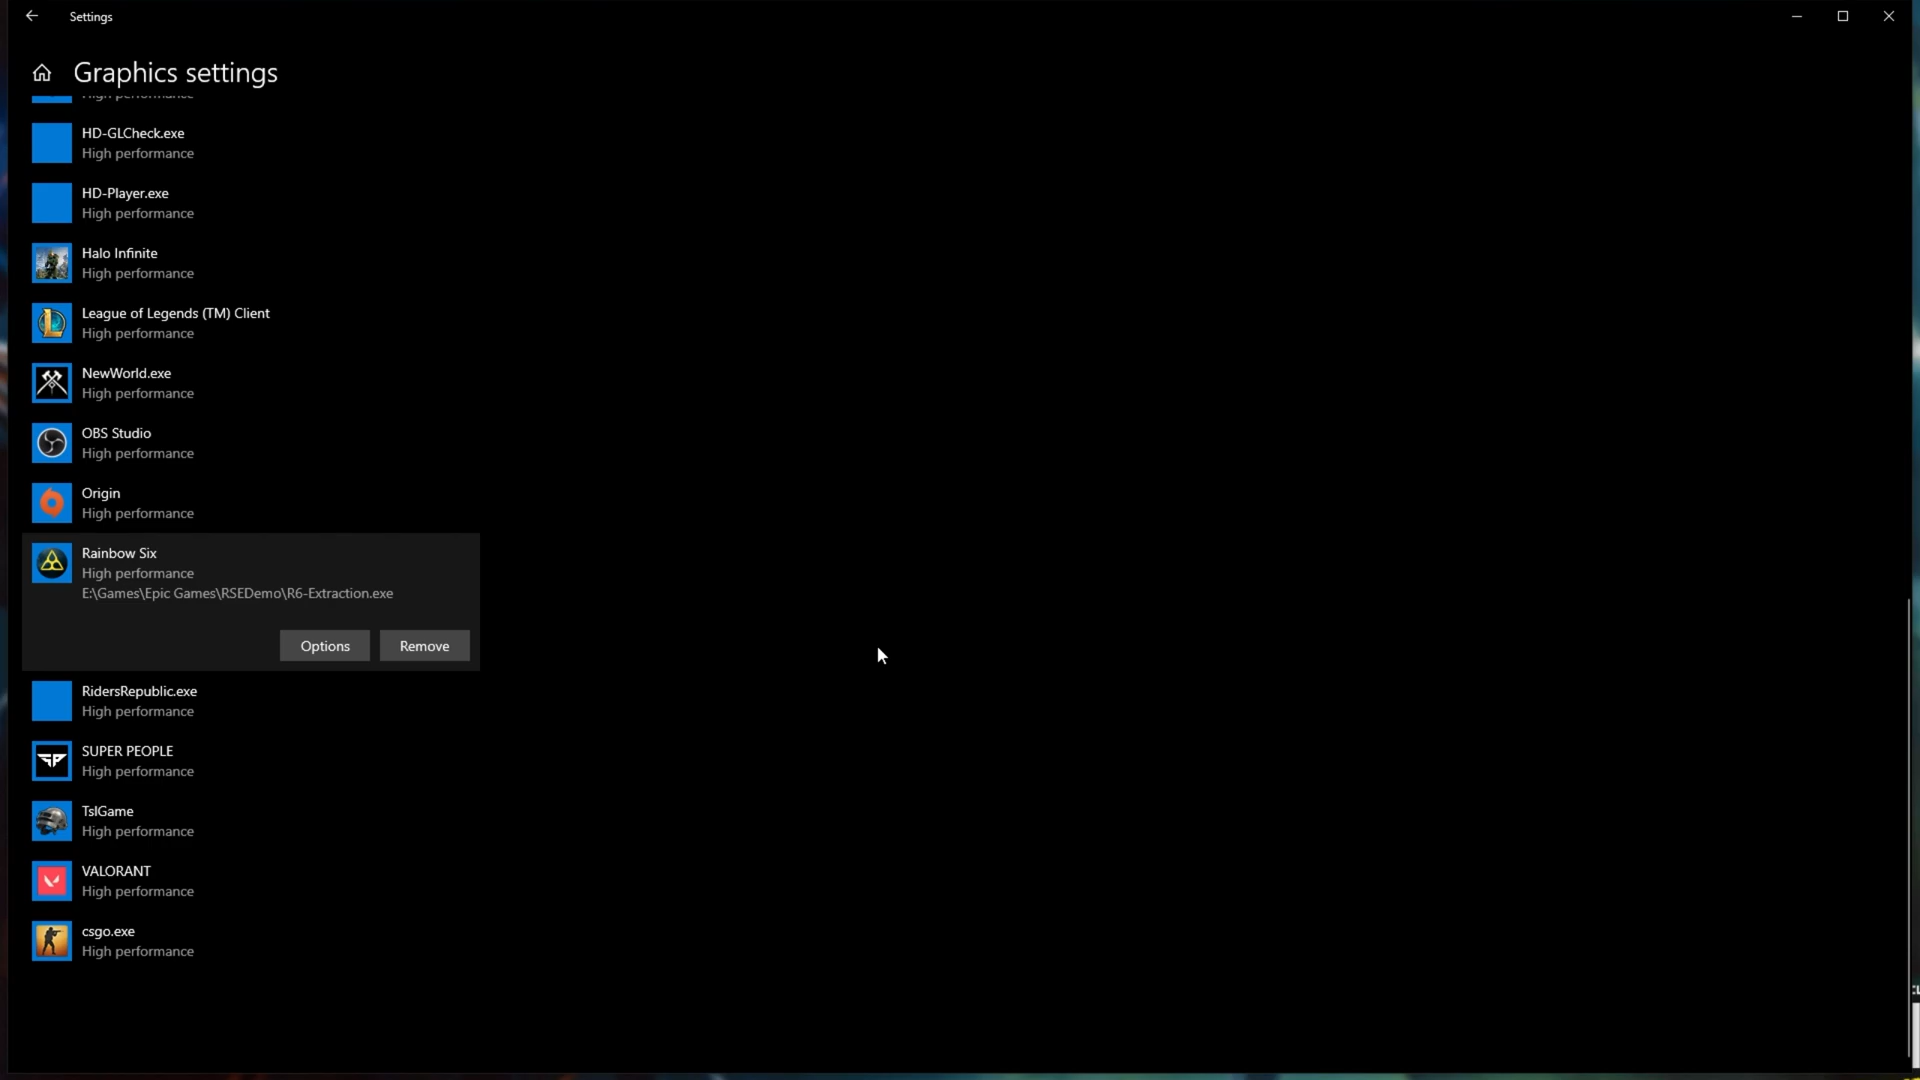 Settings
Graphics settings
High performance
HD-GLCheck.exe
High performance
HD-Player.exe
High performance
Halo Infinite
High performance
League of Legends (TM) Client
High performance
NewWorld.exe
High performance
OBS Studio
High performance
Origin
High performance
Rainbow Six
High performance
E:\Games\Epic Games\RSEDemo\R6-Extraction.exe
Options
Remove
RidersRepublic.exe
High performance
SUPER PEOPLE
High performance
TslGame
High performance
VALORANT
High performance
csgo.exe
High performance